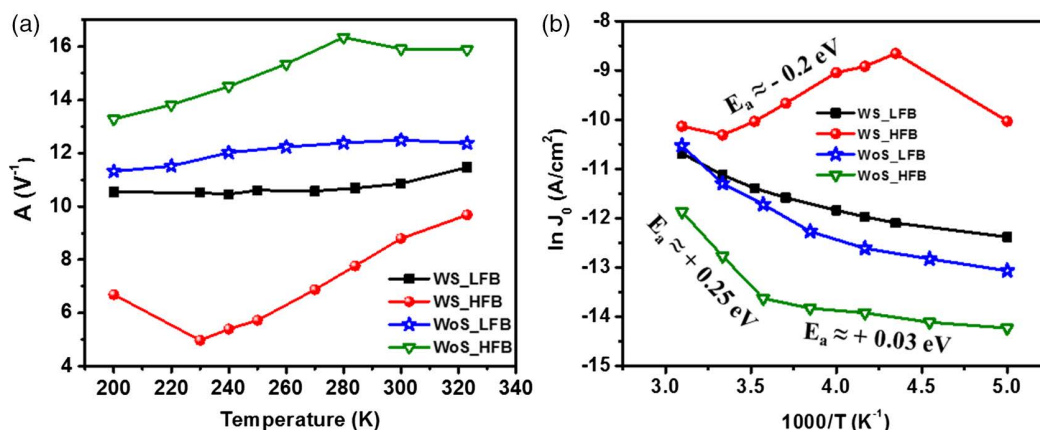 (a)
16
14
12
10
8
6
4
A (V⁻¹)
WS_LFB
WS_HFB
WoS_LFB
WoS_HFB
200 220 240 260 280 300 320 340
Temperature (K)
(b)
-8
-9
-10
-11
-12
-13
-14
-15
ln J₀ (A/cm²)
Eₐ ≈ - 0.2 eV
WS_LFB
WS_HFB
WoS_LFB
WoS_HFB
Eₐ ≈ + 0.25 eV
Eₐ ≈ + 0.03 eV
3.0 3.5 4.0 4.5 5.0
1000/T (K⁻¹)